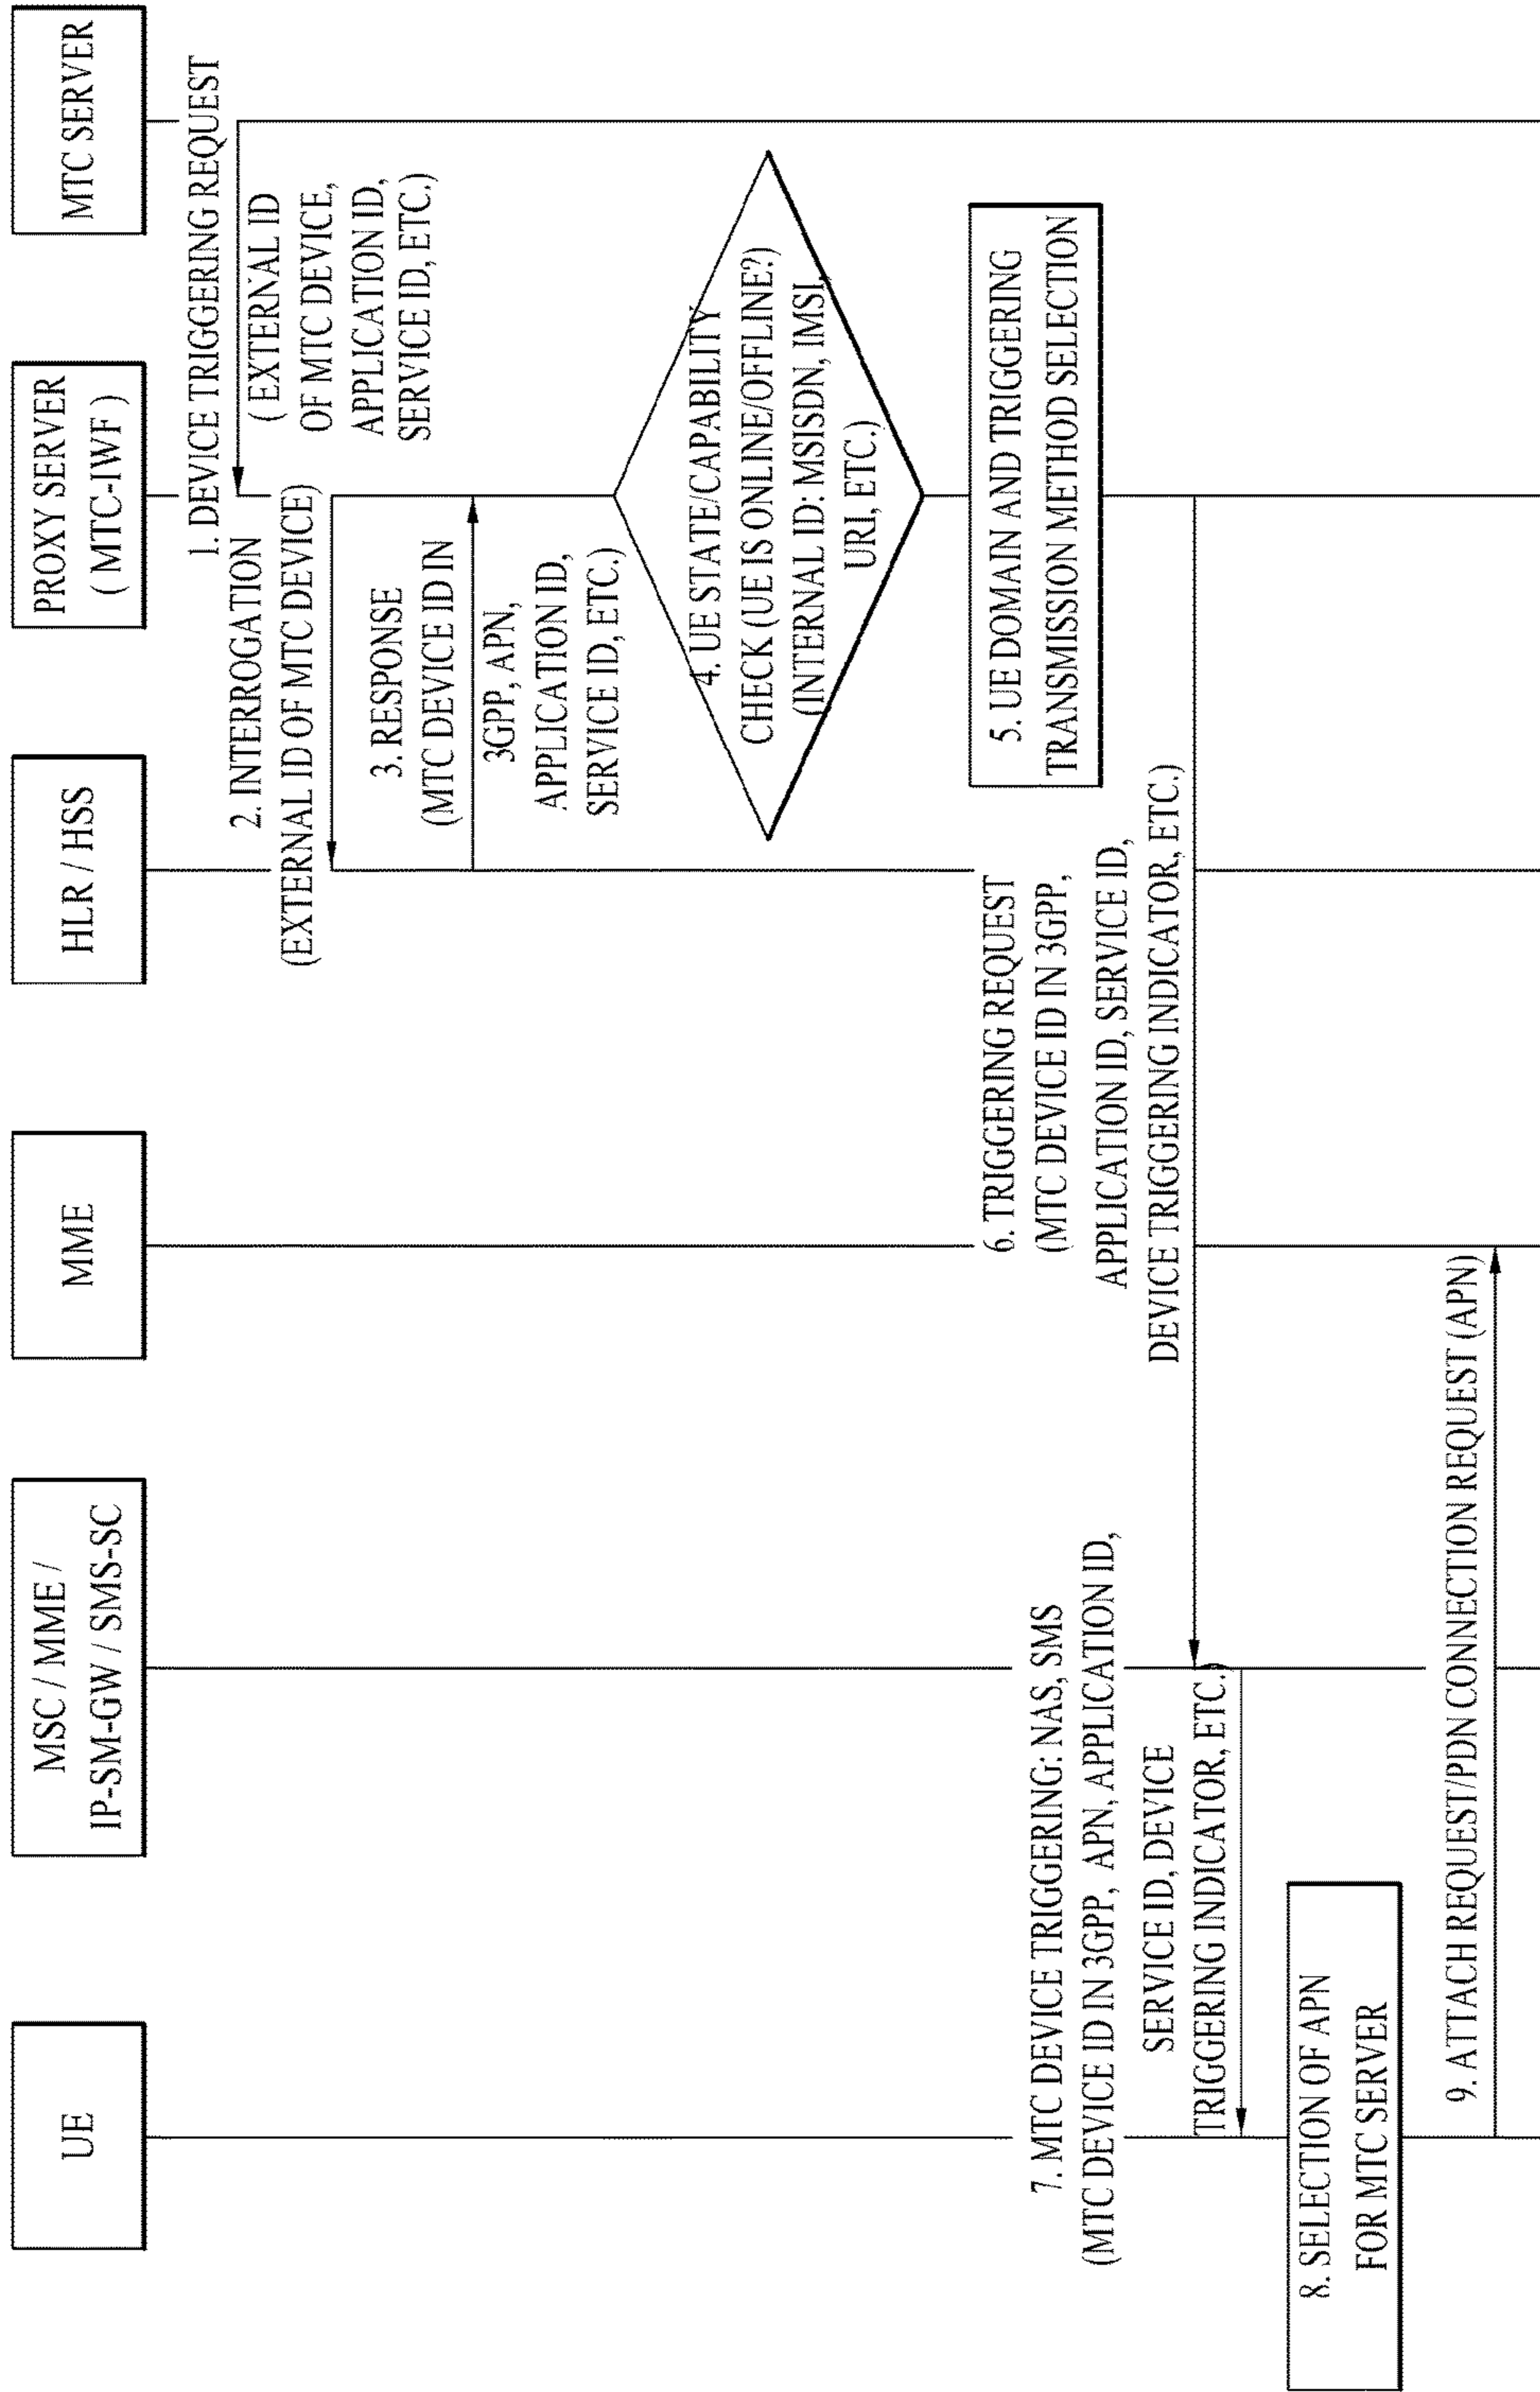 UE
MSC / MME /
IP-SM-GW / SMS-SC
MME
HLR / HSS
PROXY SERVER
( MTC-IWF )
MTC SERVER
1. DEVICE TRIGGERING REQUEST
( EXTERNAL ID
OF MTC DEVICE,
APPLICATION ID,
SERVICE ID, ETC.)
2. INTERROGATION
(EXTERNAL ID OF MTC DEVICE)
3. RESPONSE
(MTC DEVICE ID IN
3GPP, APN,
APPLICATION ID,
SERVICE ID, ETC.)
4. UE STATE/CAPABILITY
CHECK (UE IS ONLINE/OFFLINE?)
(INTERNAL ID: MSISDN, IMSI,
URI, ETC.)
5. UE DOMAIN AND TRIGGERING
TRANSMISSION METHOD SELECTION
6. TRIGGERING REQUEST
(MTC DEVICE ID IN 3GPP,
APPLICATION ID, SERVICE ID,
DEVICE TRIGGERING INDICATOR, ETC.)
7. MTC DEVICE TRIGGERING: NAS, SMS
(MTC DEVICE ID IN 3GPP, APN, APPLICATION ID,
SERVICE ID, DEVICE
TRIGGERING INDICATOR, ETC.)
8. SELECTION OF APN
FOR MTC SERVER
9. ATTACH REQUEST/PDN CONNECTION REQUEST (APN)